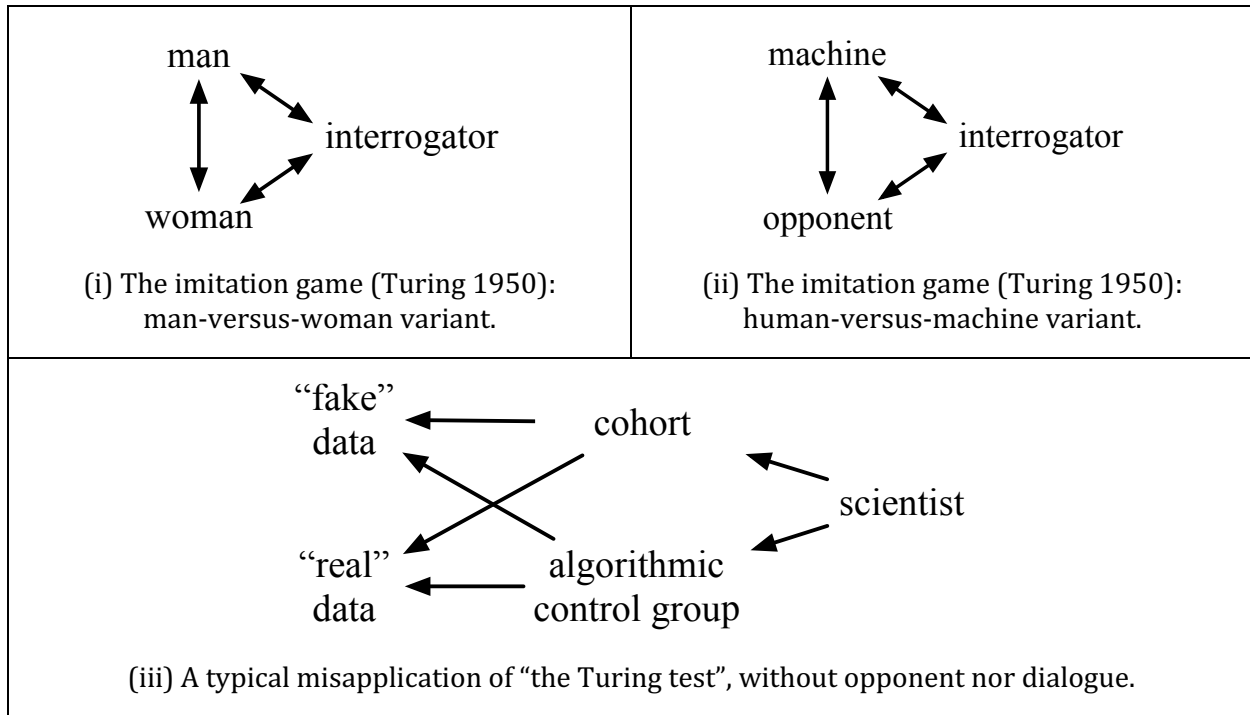 man
interrogator
woman
(i) The imitation game (Turing 1950):
man-versus-woman variant.
machine
interrogator
opponent
(ii) The imitation game (Turing 1950):
human-versus-machine variant.
“fake”
data
cohort
scientist
“real”
data
algorithmic
control group
(iii) A typical misapplication of “the Turing test”, without opponent nor dialogue.